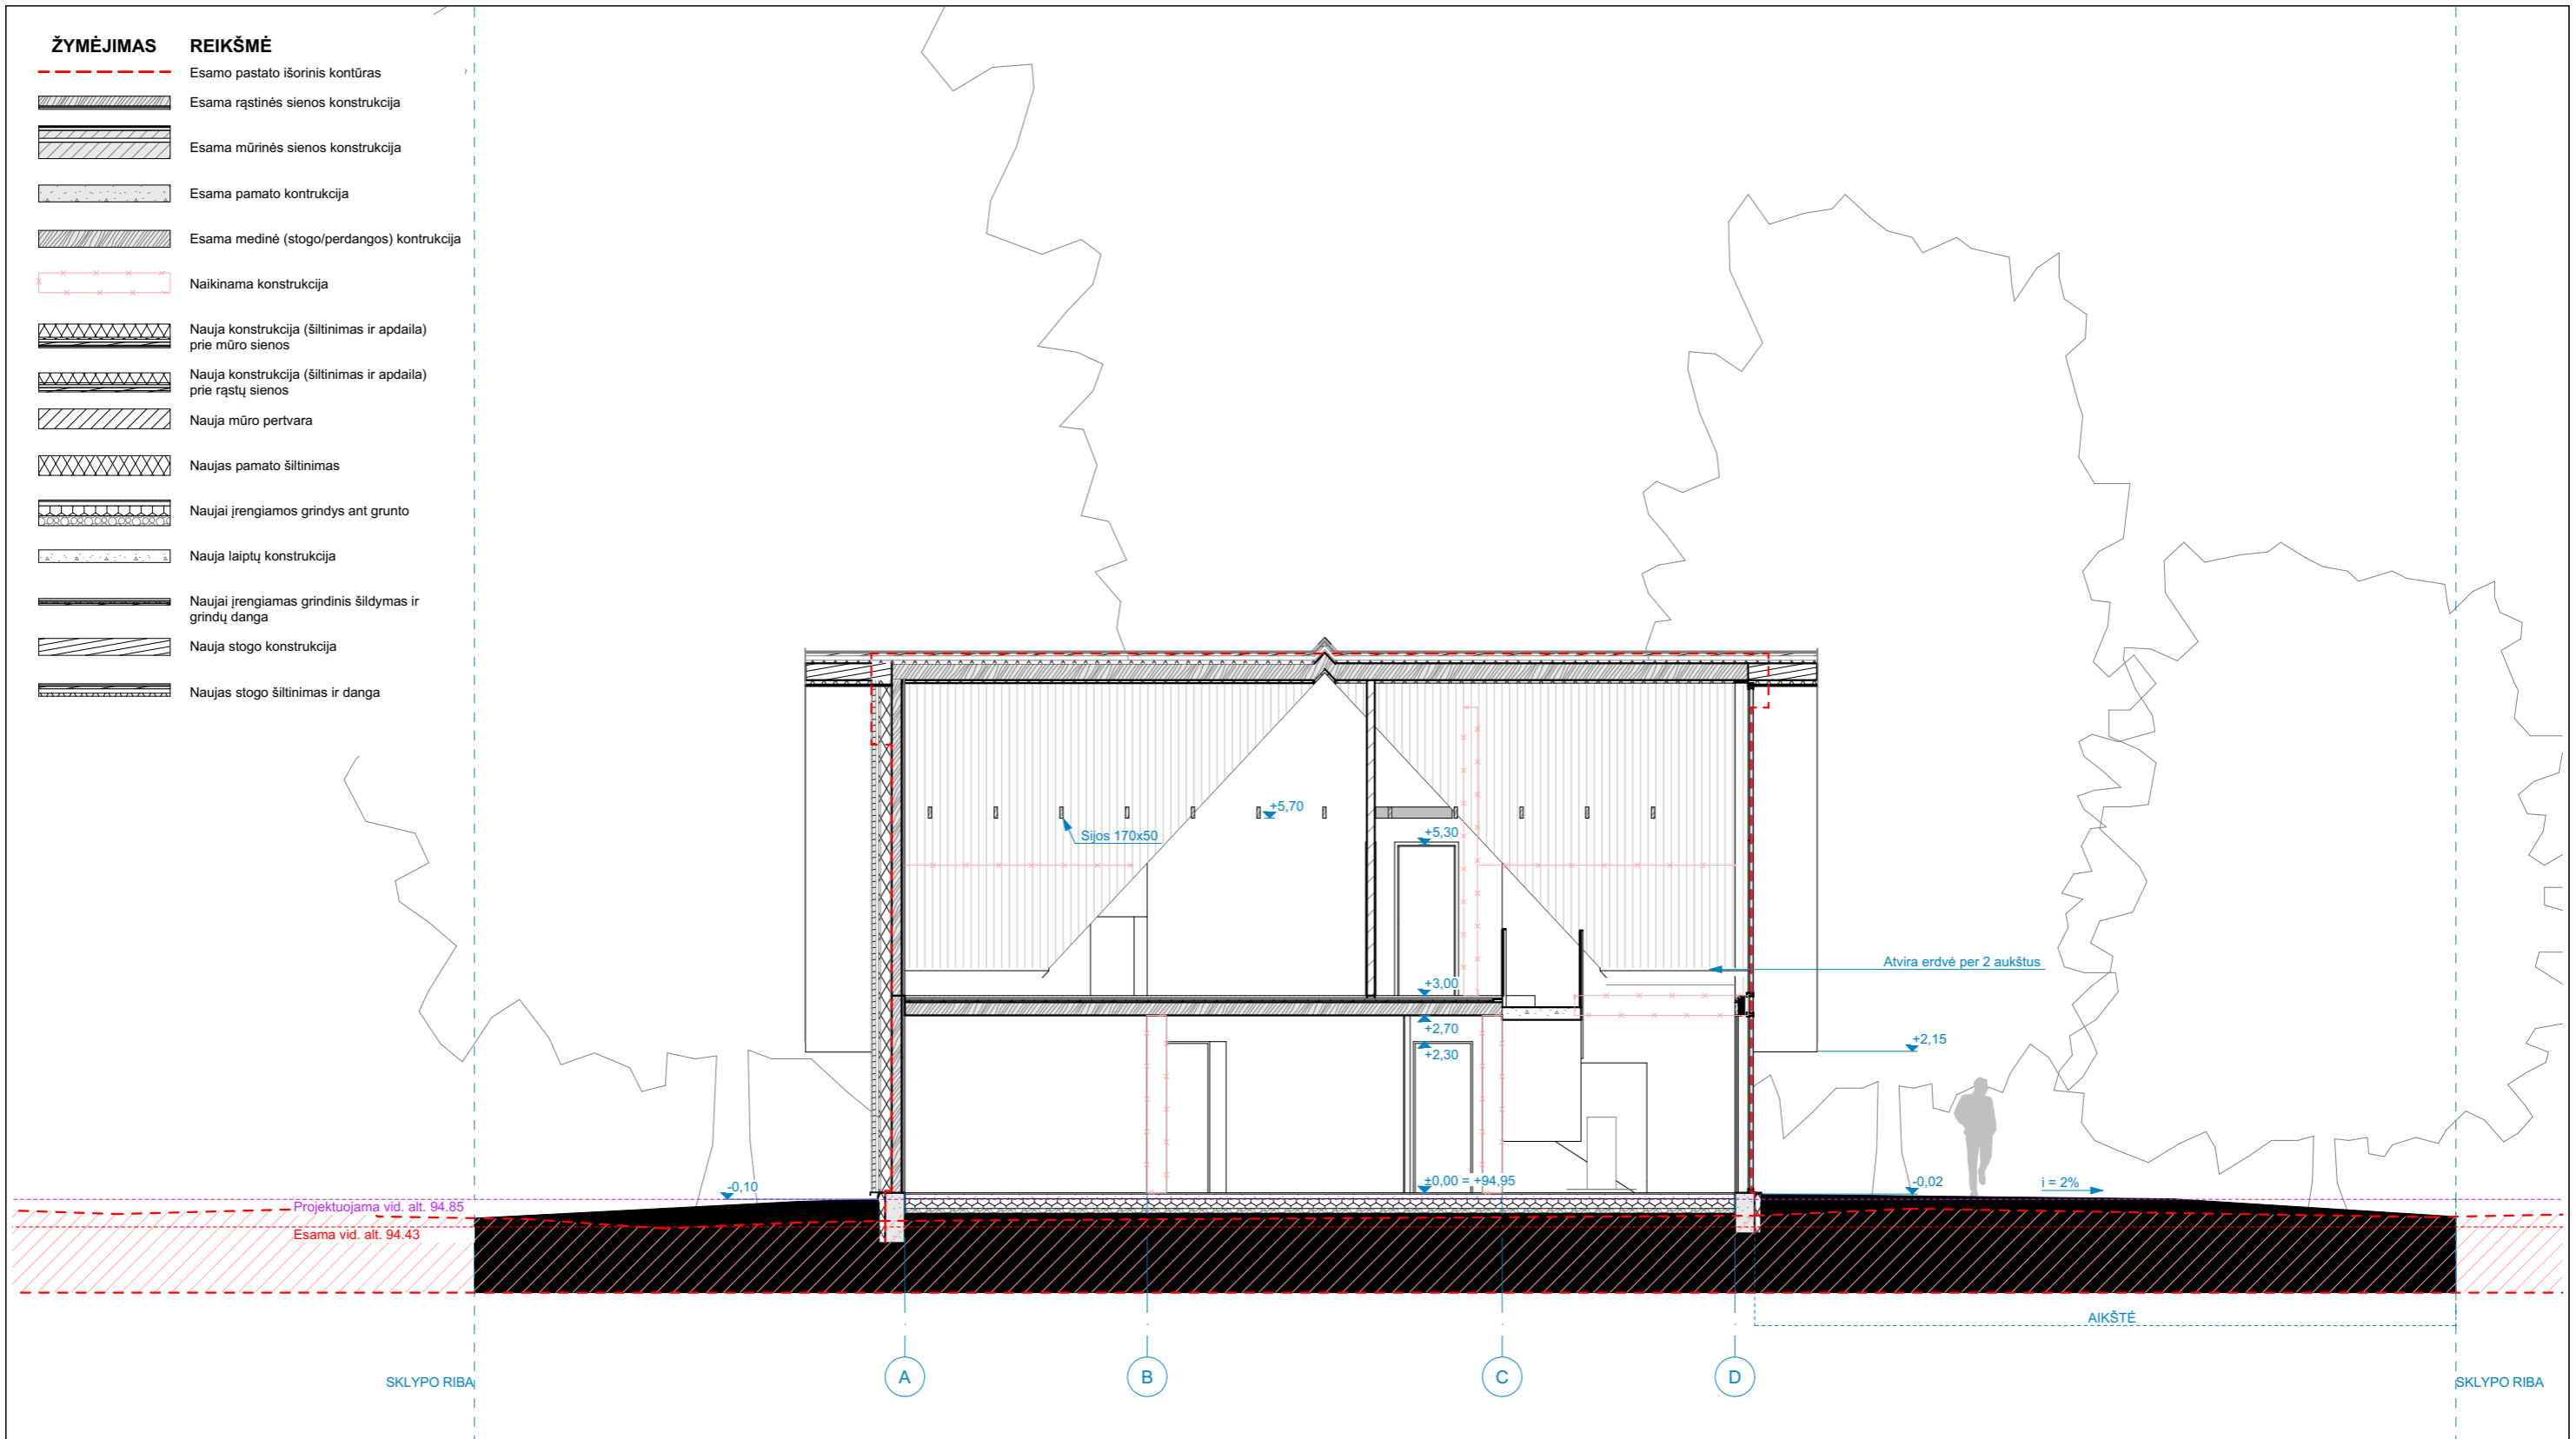 ŽYMĖJIMAS REIKŠMĖ
Esamo pastato išorinis kontūras
Esama rąstinės sienos konstrukcija
Esama mūrinės sienos konstrukcija
Esama pamato kontrukcija
Esama medinė (stogo/perdangos) kontrukcija
Naikinama konstrukcija
Nauja konstrukcija (šiltinimas ir apdaila)
prie mūro sienos
Nauja konstrukcija (šiltinimas ir apdaila)
prie rąstų sienos
Nauja mūro pertvara
Naujas pamato šiltinimas
Naujai įrengiamos grindys ant grunto
Nauja laiptų konstrukcija
Naujai įrengiamas grindinis šildymas ir
grindų danga
Nauja stogo konstrukcija
Naujas stogo šiltinimas ir danga
+5,70
Sijos 170x50
+5,30
Atvira erdvė per 2 aukštus
+3,00
+2,70
+2,30
+2,15
±0,00 = +94,95
-0,10
-0,02
i = 2%
Projektuojama vid. alt. 94.85
Esama vid. alt. 94.43
AIKŠTĖ
A
B
C
D
SKLYPO RIBA
SKLYPO RIBA